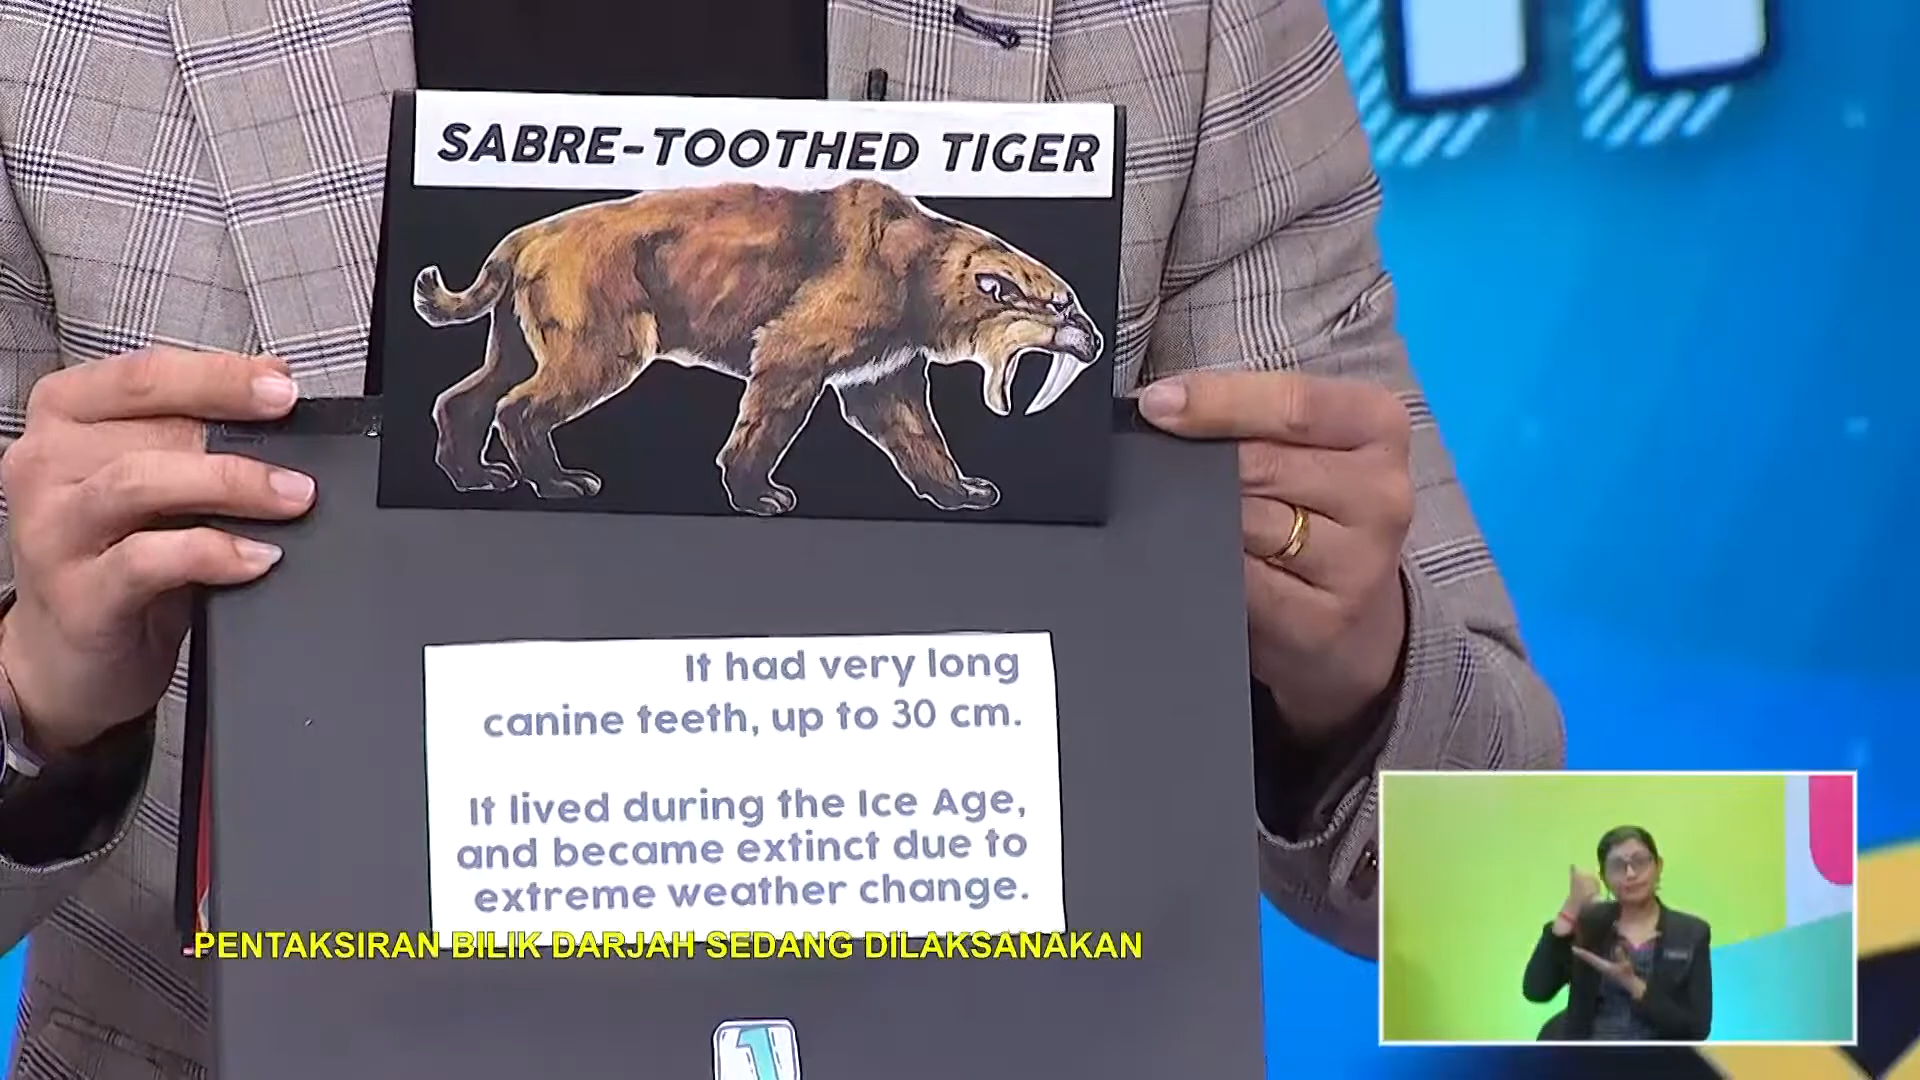 SABRE-TOOTHED TIGER
It had very long
canine teeth, up to 30 cm.
It lived during the Ice Age,
and became extinct due to
extreme weather change.
-PENTAKSIRAN BILIK DARJAH SEDANG DILAKSANAKAN
1